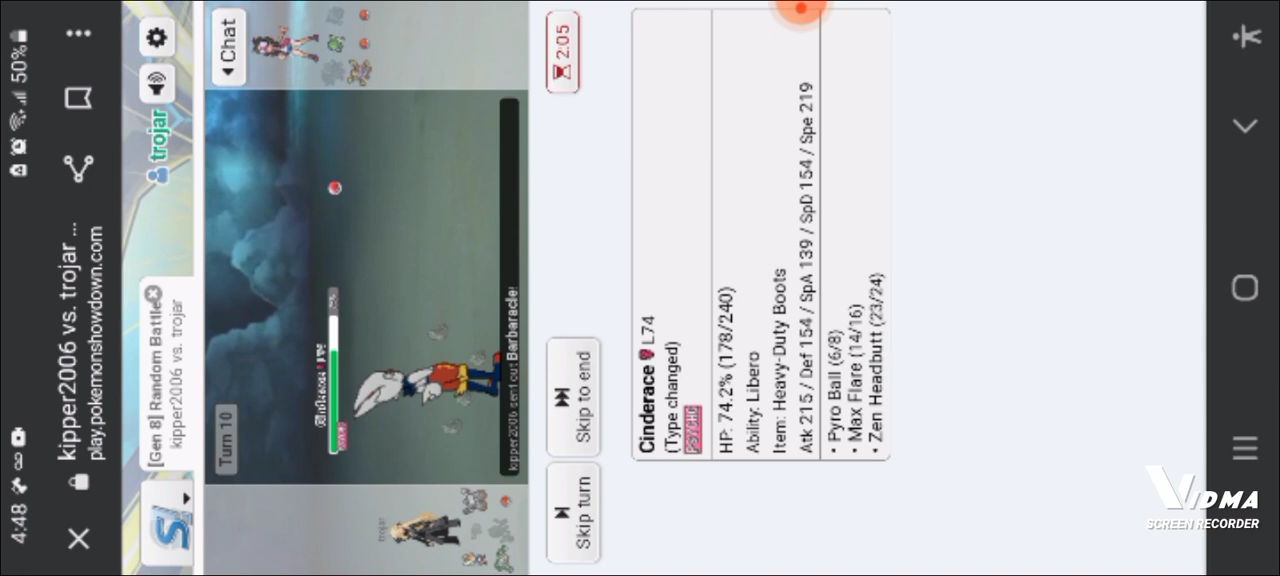 4:48
50%
kipper2006 vs. trojar ...
play.pokemonshowdown.com
[Gen 8] Random Battle
kipper2006 vs. trojar
trojar
Turn 10
Chat
trojar
kipper2006 sent out Barbaracle!
Skip turn
Skip to end
2:05
Cinderace L74
(Type changed)
PSYCHC
HP: 74.2% (178/240)
Ability: Libero
Item: Heavy-Duty Boots
Atk 215 / Def 154 / SpA 139 / SpD 154 / Spe 219
• Pyro Ball (6/8)
• Max Flare (14/16)
• Zen Headbutt (23/24)
VIDMA
SCREEN RECORDER